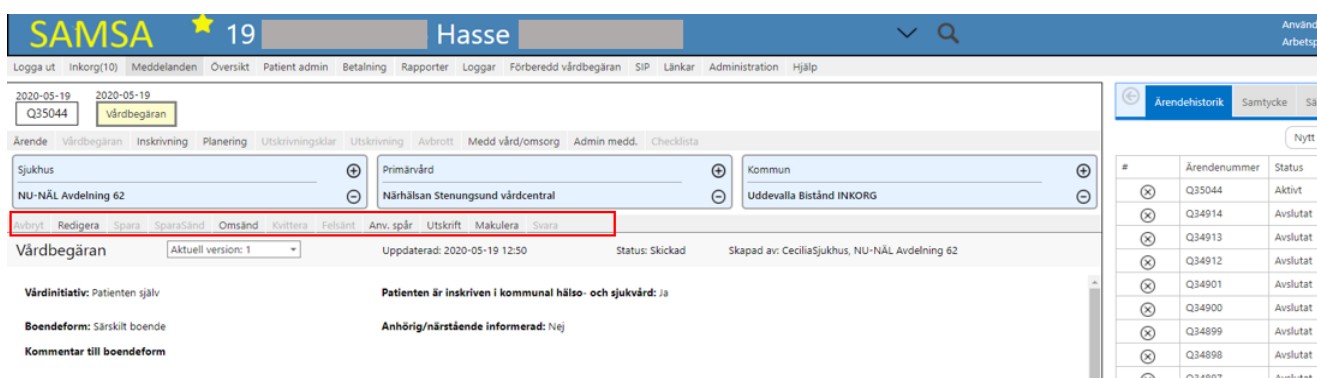 SAMSA 19 Hasse
Använd
Arbetsp
Logga ut Inkorg(10) Meddelanden Översikt Patient admin Betalning Rapporter Loggar Förberedd vårdbegäran SIP Länkar Administration Hjälp
2020-05-19 2020-05-19
Q35044 Vårdbegäran
Ärende Vårdbegäran Inskrivning Planering Utskrivningsklar Utskrivning Avbrott Medd vård/omsorg Admin medd. Checklista
Sjukhus Primärvård Kommun
NU-NÄL Avdelning 62 Närhälsan Stenungsund vårdcentral Uddevalla Bistånd INKORG
Avbryt Redigera Spara SparaSänd Omsänd Kvittera Felsänt Anv. spår Utskrift Makulera Svara
Vårdbegäran Aktuell version: 1 Uppdaterad: 2020-05-19 12:50 Status: Skickad Skapad av: CeciliaSjukhus, NU-NÄL Avdelning 62
Vårdinitiativ: Patienten själv Patienten är inskriven i kommunal hälso- och sjukvård: Ja
Boendeform: Särskilt boende Anhörig/närstående informerad: Nej
Kommentar till boendeform
Ärendehistorik Samtycke Sä
Nytt
# Ärendenummer Status
Q35044 Aktivt
Q34914 Avslutat
Q34913 Avslutat
Q34912 Avslutat
Q34901 Avslutat
Q34900 Avslutat
Q34899 Avslutat
Q34898 Avslutat
Q34897 Avslutat